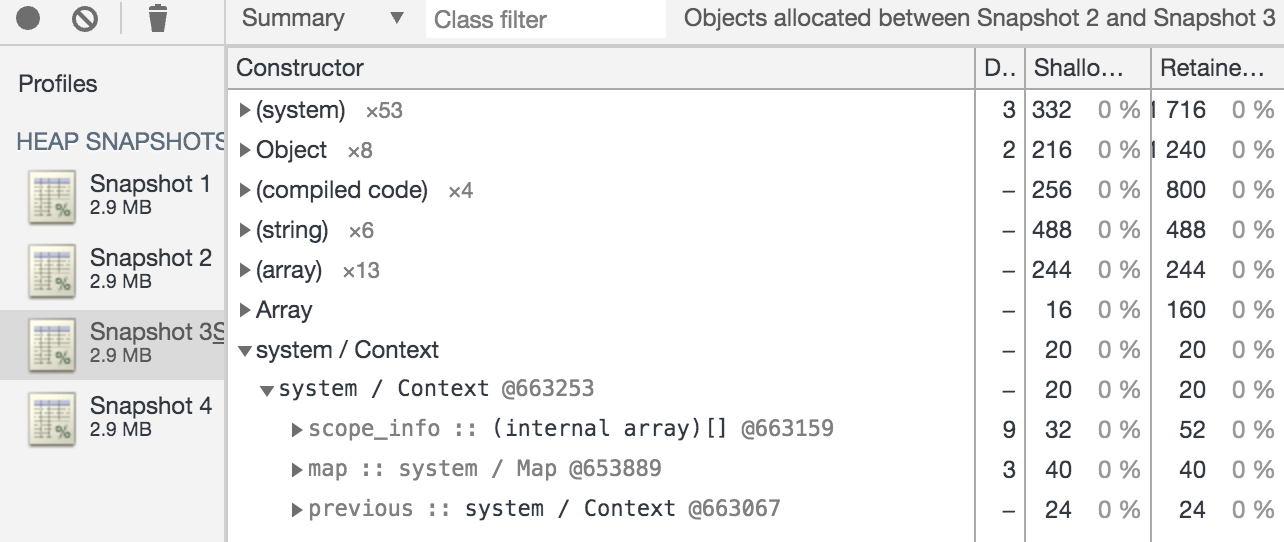 Summary ▼ Class filter Objects allocated between Snapshot 2 and Snapshot 3
Profiles
HEAP SNAPSHOTS
Snapshot 1
2.9 MB
Snapshot 2
2.9 MB
Snapshot 3S
2.9 MB
Snapshot 4
2.9 MB
Constructor D.. Shallo… Retaine…
▶(system) ×53 3 332 0 % 1 716 0 %
▶Object ×8 2 216 0 % 1 240 0 %
▶(compiled code) ×4 – 256 0 % 800 0 %
▶(string) ×6 – 488 0 % 488 0 %
▶(array) ×13 – 244 0 % 244 0 %
▶Array – 16 0 % 160 0 %
▼system / Context – 20 0 % 20 0 %
▼system / Context @663253 – 20 0 % 20 0 %
▶scope_info :: (internal array)[] @663159 9 32 0 % 52 0 %
▶map :: system / Map @653889 3 40 0 % 40 0 %
▶previous :: system / Context @663067 – 24 0 % 24 0 %